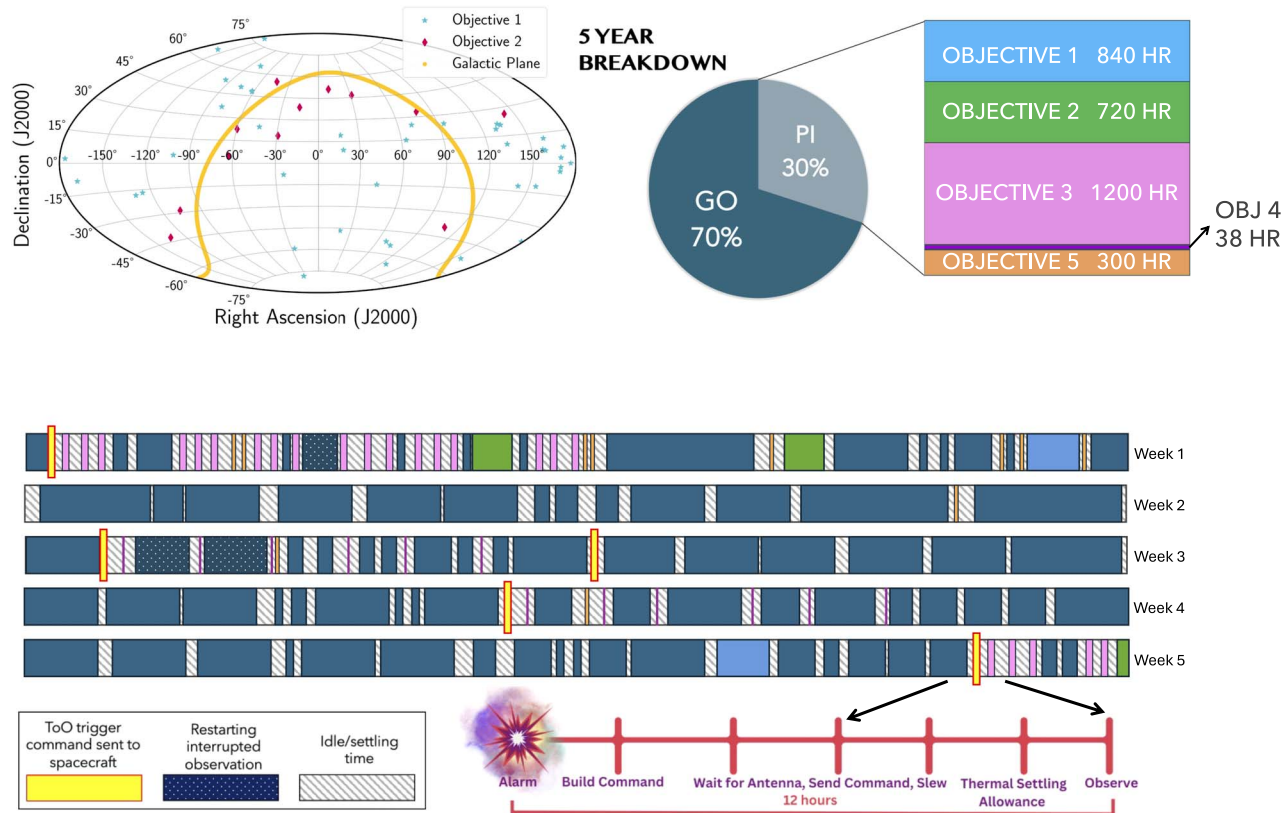 Objective 1
Objective 2
Galactic Plane
75°
60°
45°
30°
15°
0°
-15°
-30°
-45°
-60°
-75°
-150° -120° -90° -60° -30° 0° 30° 60° 90° 120° 150°
Declination (J2000)
Right Ascension (J2000)
5 YEAR
BREAKDOWN
PI
30%
GO
70%
OBJECTIVE 1 840 HR
OBJECTIVE 2 720 HR
OBJECTIVE 3 1200 HR
OBJ 4
38 HR
OBJECTIVE 5 300 HR
Week 1
Week 2
Week 3
Week 4
Week 5
ToO trigger
command sent to
spacecraft
Restarting
interrupted
observation
Idle/settling
time
Alarm
Build Command
Wait for Antenna, Send Command, Slew
Thermal Settling
Allowance
Observe
12 hours